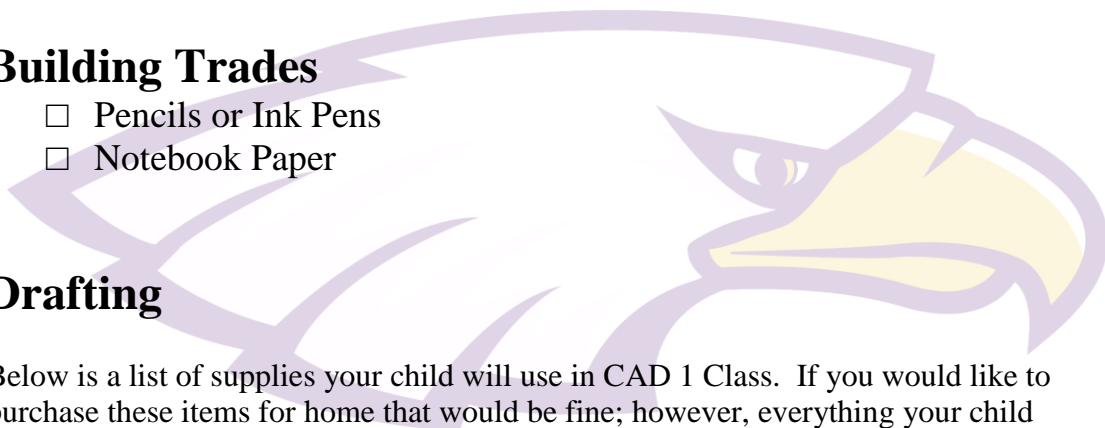 Building Trades
☐ Pencils or Ink Pens
☐ Notebook Paper
Drafting
Below is a list of supplies your child will use in CAD 1 Class. If you would like to
purchase these items for home that would be fine; however, everything your child